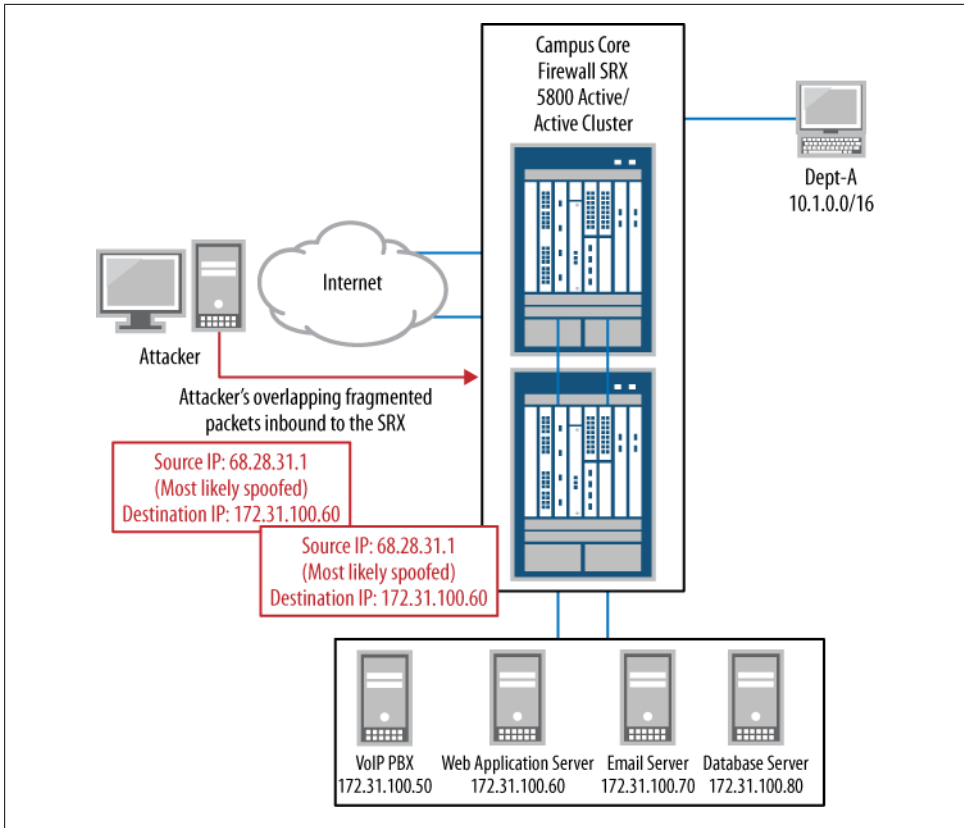 Campus Core
Firewall SRX
5800 Active/
Active Cluster
Dept-A
10.1.0.0/16
Internet
Attacker
Attacker's overlapping fragmented
packets inbound to the SRX
Source IP: 68.28.31.1
(Most likely spoofed)
Destination IP: 172.31.100.60
Source IP: 68.28.31.1
(Most likely spoofed)
Destination IP: 172.31.100.60
VoIP PBX
172.31.100.50
Web Application Server
172.31.100.60
Email Server
172.31.100.70
Database Server
172.31.100.80